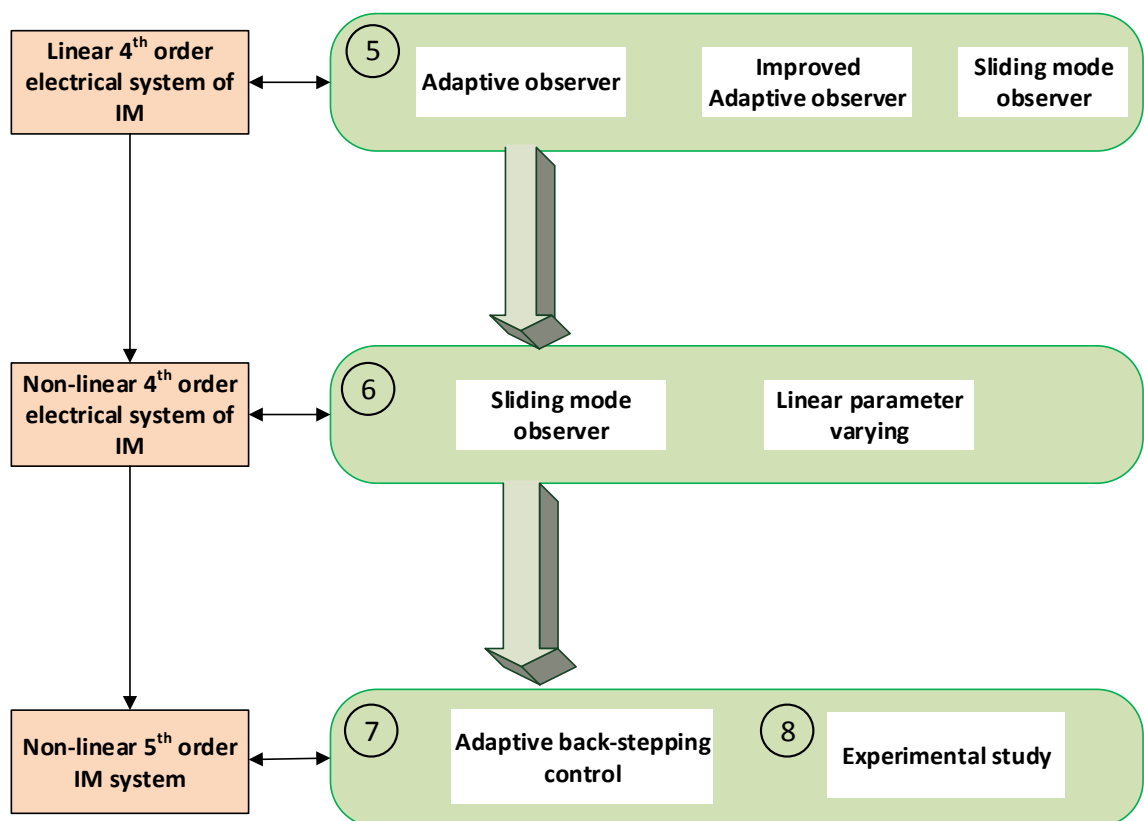 Linear 4th order
electrical system of
IM
5
Adaptive observer
Improved
Adaptive observer
Sliding mode
observer
Non-linear 4th order
electrical system of
IM
6
Sliding mode
observer
Linear parameter
varying
Non-linear 5th order
IM system
7
Adaptive back-stepping
control
8
Experimental study